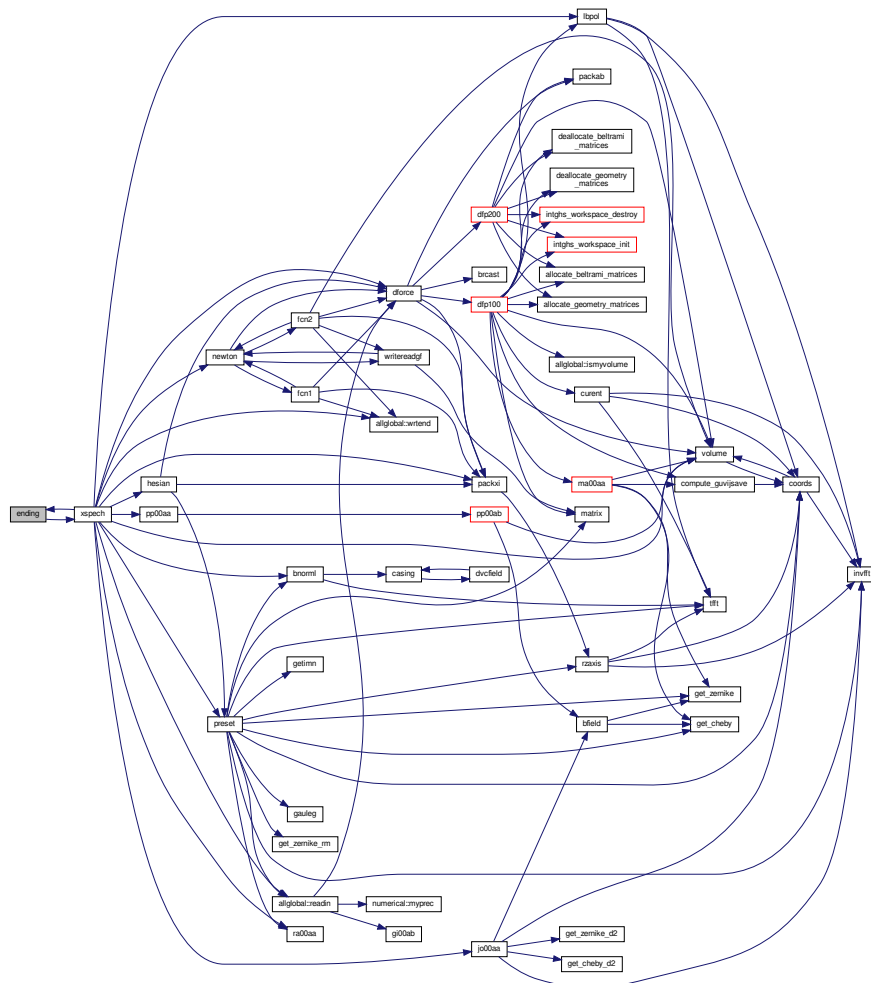 lbpol
packab
deallocate_beltrami
_matrices
deallocate_geometry
_matrices
dfp200
intghs_workspace_destroy
intghs_workspace_init
brcast
allocate_beltrami_matrices
dforce
dfp100
allocate_geometry_matrices
fcn2
newton
writereadgf
allglobal::ismyvolume
fcn1
curent
allglobal::wrtend
volume
hesian
packxi
ma00aa
compute_guvijsave
coords
ending
xspech
pp00aa
pp00ab
matrix
bnorml
casing
dvcfield
invfft
tfft
getimn
rzaxis
get_zernike
preset
bfield
get_cheby
gauleg
get_zernike_rm
allglobal::readin
numerical::myprec
ra00aa
gi00ab
get_zernike_d2
jo00aa
get_cheby_d2